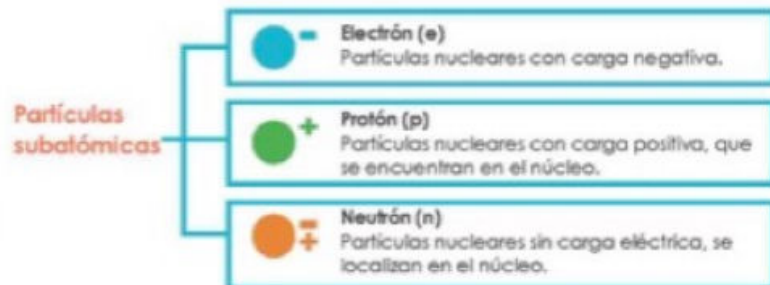 Partículas
subatómicas
Electrón (e)
Partículas nucleares con carga negativa.
Protón (p)
Partículas nucleares con carga positiva, que
se encuentran en el núcleo.
Neutrón (n)
Partículas nucleares sin carga eléctrica, se
localizan en el núcleo.